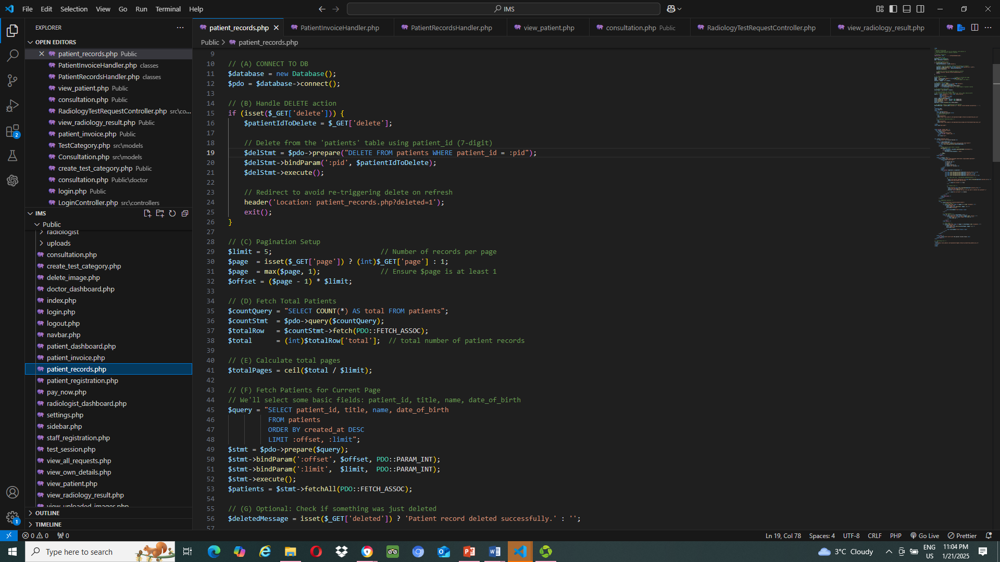 File Edit Selection View Go Run Terminal Help
IMS
EXPLORER
OPEN EDITORS
patient_records.php Public
PatientInvoiceHandler.php classes
PatientRecordsHandler.php classes
view_patient.php Public
consultation.php Public
RadiologyTestRequestController.php src\co...
view_radiology_result.php Public
patient_invoice.php Public
TestCategory.php src\models
Consultation.php src\models
create_test_category.php Public
consultation.php Public\doctor
login.php Public
LoginController.php src\controllers
IMS
Public
radiologist
uploads
consultation.php
create_test_category.php
delete_image.php
doctor_dashboard.php
index.php
login.php
logout.php
navbar.php
patient_dashboard.php
patient_invoice.php
patient_records.php
patient_registration.php
pay_now.php
radiologist_dashboard.php
settings.php
sidebar.php
staff_registration.php
test_session.php
view_all_requests.php
view_own_details.php
view_patient.php
view_radiology_result.php
view_uploaded_images.php
OUTLINE
TIMELINE
patient_records.php PatientInvoiceHandler.php PatientRecordsHandler.php view_patient.php consultation.php Public RadiologyTestRequestController.php view_radiology_result.php
Public > patient_records.php
9
10 // (A) CONNECT TO DB
11 $database = new Database();
12 $pdo = $database->connect();
13
14 // (B) Handle DELETE action
15 if (isset($_GET['delete'])) {
16 $patientIdToDelete = $_GET['delete'];
17
18 // Delete from the 'patients' table using patient_id (7-digit)
19 $delStmt = $pdo->prepare("DELETE FROM patients WHERE patient_id = :pid");
20 $delStmt->bindParam(':pid', $patientIdToDelete);
21 $delStmt->execute();
22
23 // Redirect to avoid re-triggering delete on refresh
24 header('Location: patient_records.php?deleted=1');
25 exit();
26 }
27
28 // (C) Pagination Setup
29 $limit = 5; // Number of records per page
30 $page = isset($_GET['page']) ? (int)$_GET['page'] : 1;
31 $page = max($page, 1); // Ensure $page is at least 1
32 $offset = ($page - 1) * $limit;
33
34 // (D) Fetch Total Patients
35 $countQuery = "SELECT COUNT(*) AS total FROM patients";
36 $countStmt = $pdo->query($countQuery);
37 $totalRow = $countStmt->fetch(PDO::FETCH_ASSOC);
38 $total = (int)$totalRow['total']; // total number of patient records
39
40 // (E) Calculate total pages
41 $totalPages = ceil($total / $limit);
42
43 // (F) Fetch Patients for Current Page
44 // We'll select some basic fields: patient_id, title, name, date_of_birth
45 $query = "SELECT patient_id, title, name, date_of_birth
46 FROM patients
47 ORDER BY created_at DESC
48 LIMIT :offset, :limit";
49 $stmt = $pdo->prepare($query);
50 $stmt->bindParam(':offset', $offset, PDO::PARAM_INT);
51 $stmt->bindParam(':limit', $limit, PDO::PARAM_INT);
52 $stmt->execute();
53 $patients = $stmt->fetchAll(PDO::FETCH_ASSOC);
54
55 // (G) Optional: Check if something was just deleted
56 $deletedMessage = isset($_GET['deleted']) ? 'Patient record deleted successfully.' : '';
57
2
1
0 0 0
Ln 19, Col 78 Spaces: 4 UTF-8 CRLF PHP Go Live Prettier
Type here to search
3°C Cloudy
ENG
US
11:04 PM
1/21/2025